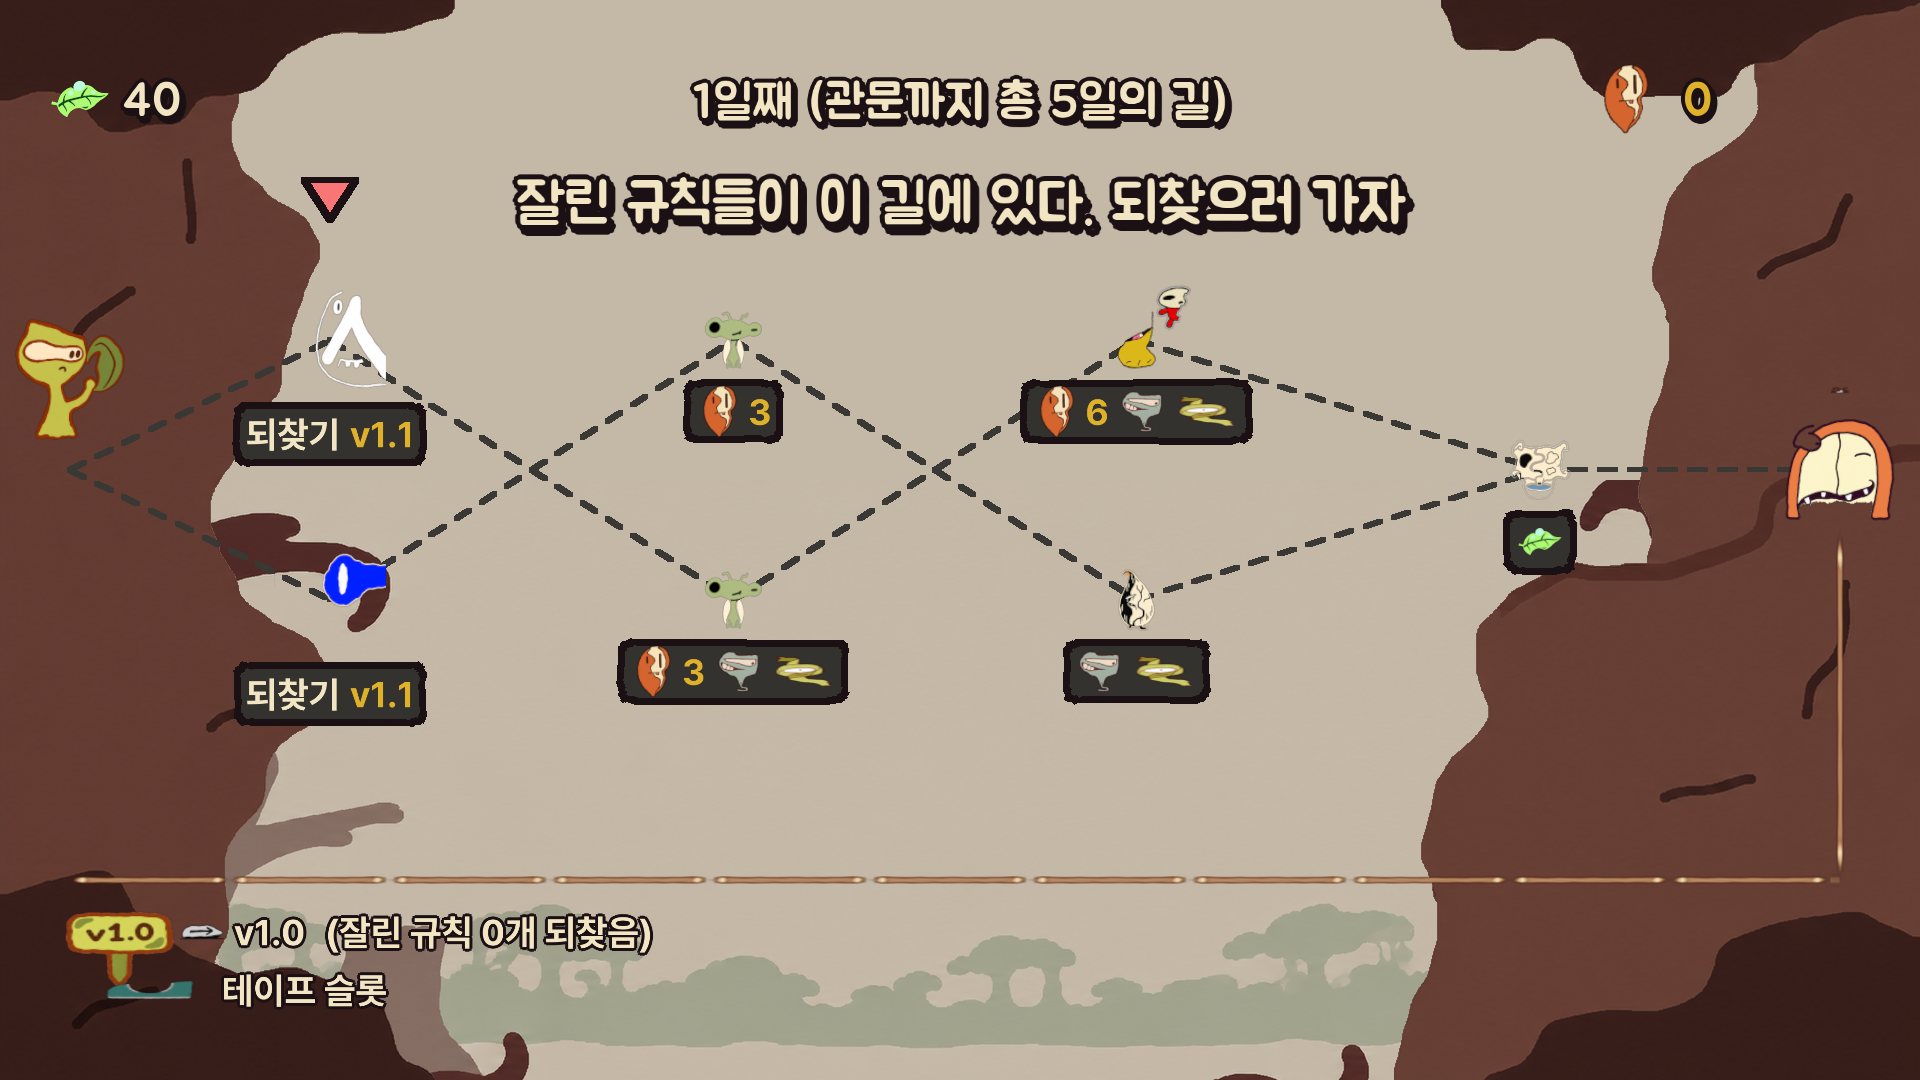 40
1일째 (관문까지 총 5일의 길)
0
잘린 규칙들이 이 길에 있다. 되찾으러 가자
되찾기 v1.1
3
6
되찾기 v1.1
3
v1.0
v1.0 (잘린 규칙 0개 되찾음)
테이프 슬롯